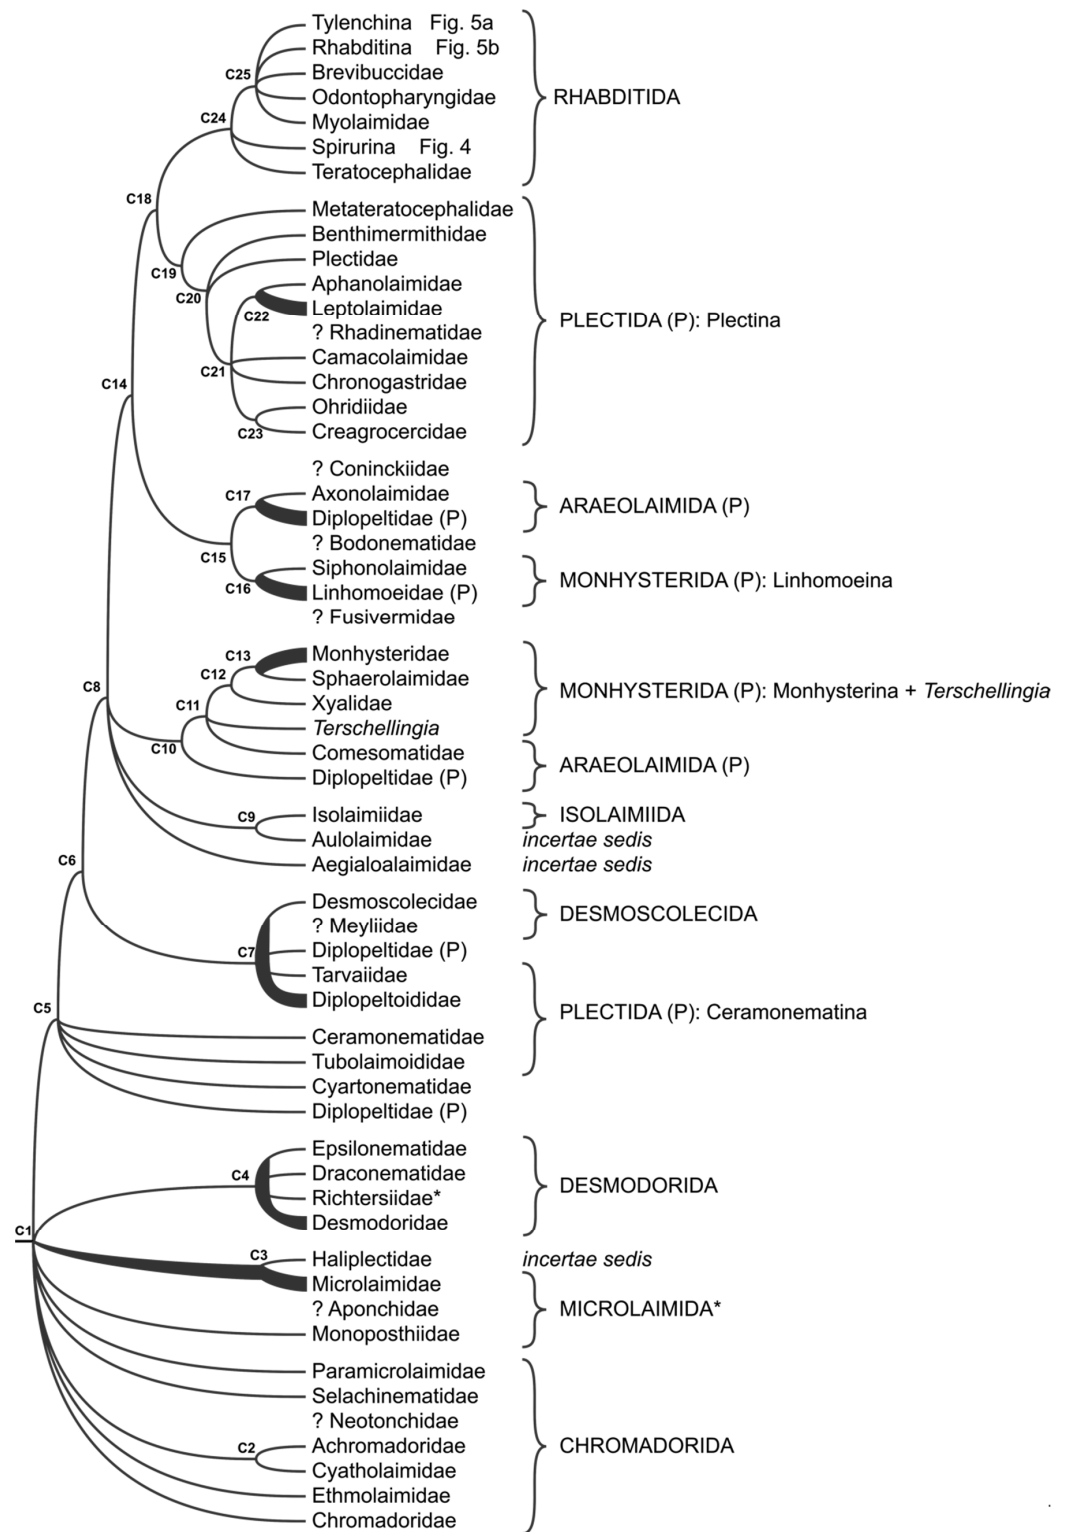 Tylenchina Fig. 5a
Rhabditina Fig. 5b
C25
Brevibuccidae
Odontopharyngidae
RHABDITIDA
C24
Myolaimidae
Spirurina Fig. 4
Teratocephalidae
C18
Metateratocephalidae
Benthimermithidae
Plectidae
C19
Aphanolaimidae
C20
Leptolaimidae
C22
PLECTIDA (P): Plectina
? Rhadinematidae
Camacolaimidae
C21
C14
Chronogastridae
Ohridiidae
Creagrocercidae
C23
? Coninckiidae
C17
Axonolaimidae
ARAEOLAIMIDA (P)
Diplopeltidae (P)
? Bodonematidae
C15
Siphonolaimidae
MONHYSTERIDA (P): Linhomoeina
C16
Linhomoeidae (P)
? Fusivermidae
C13
Monhysteridae
C12
Sphaerolaimidae
C8
MONHYSTERIDA (P): Monhysterina + Terschellingia
Xyalidae
C11
Terschellingia
C10
Comesomatidae
ARAEOLAIMIDA (P)
Diplopeltidae (P)
C9
Isolaimiidae
ISOLAIMIIDA
Aulolaimidae incertae sedis
C6
Aegialoalaimidae incertae sedis
Desmoscolecidae
DESMOSCOLECIDA
? Meyliidae
C7
Diplopeltidae (P)
Tarvaiidae
Diplopeltoididae
C5
PLECTIDA (P): Ceramonematina
Ceramonematidae
Tubolaimoididae
Cyartonematidae
Diplopeltidae (P)
Epsilonematidae
C4
Draconematidae
DESMODORIDA
Richtersiidae*
Desmodoridae
C1
C3
Haliplectidae incertae sedis
Microlaimidae
? Aponchidae
MICROLAIMIDA*
Monoposthiidae
Paramicrolaimidae
Selachinematidae
? Neotonchidae
C2
Achromadoridae
CHROMADORIDA
Cyatholaimidae
Ethmolaimidae
Chromadoridae